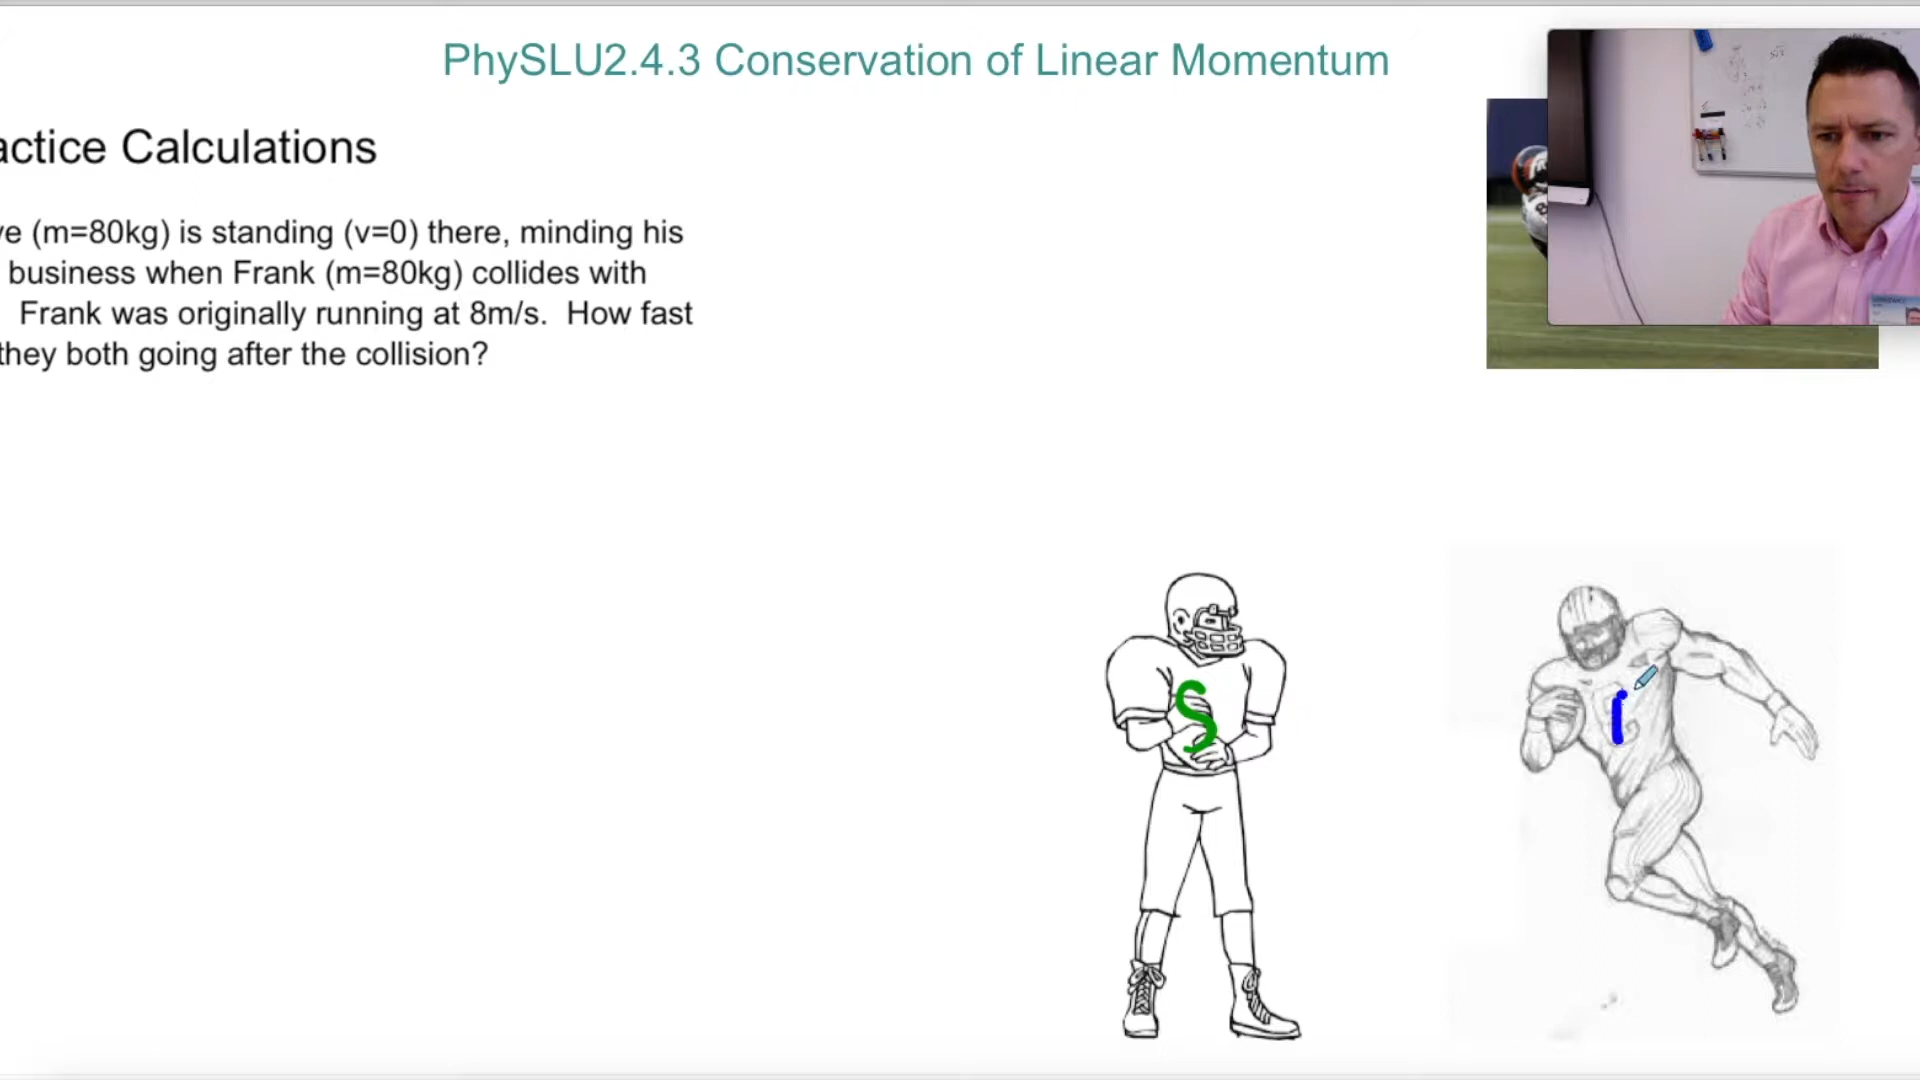 PhySLU2.4.3 Conservation of Linear Momentum
actice Calculations
ve (m=80kg) is standing (v=0) there, minding his
business when Frank (m=80kg) collides with
Frank was originally running at 8m/s. How fast
they both going after the collision?
S